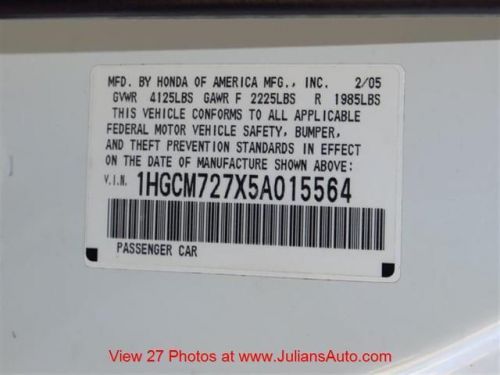 MFD. BY HONDA OF AMERICA MFG., INC. 2/05
GVWR 4125LBS GAWR F 2225LBS R 1985LBS
THIS VEHICLE CONFORMS TO ALL APPLICABLE
FEDERAL MOTOR VEHICLE SAFETY, BUMPER,
AND THEFT PREVENTION STANDARDS IN EFFECT
ON THE DATE OF MANUFACTURE SHOWN ABOVE:
V.I.N. 1HGCM727X5A015564
PASSENGER CAR
View 27 Photos at www.JuliansAuto.com